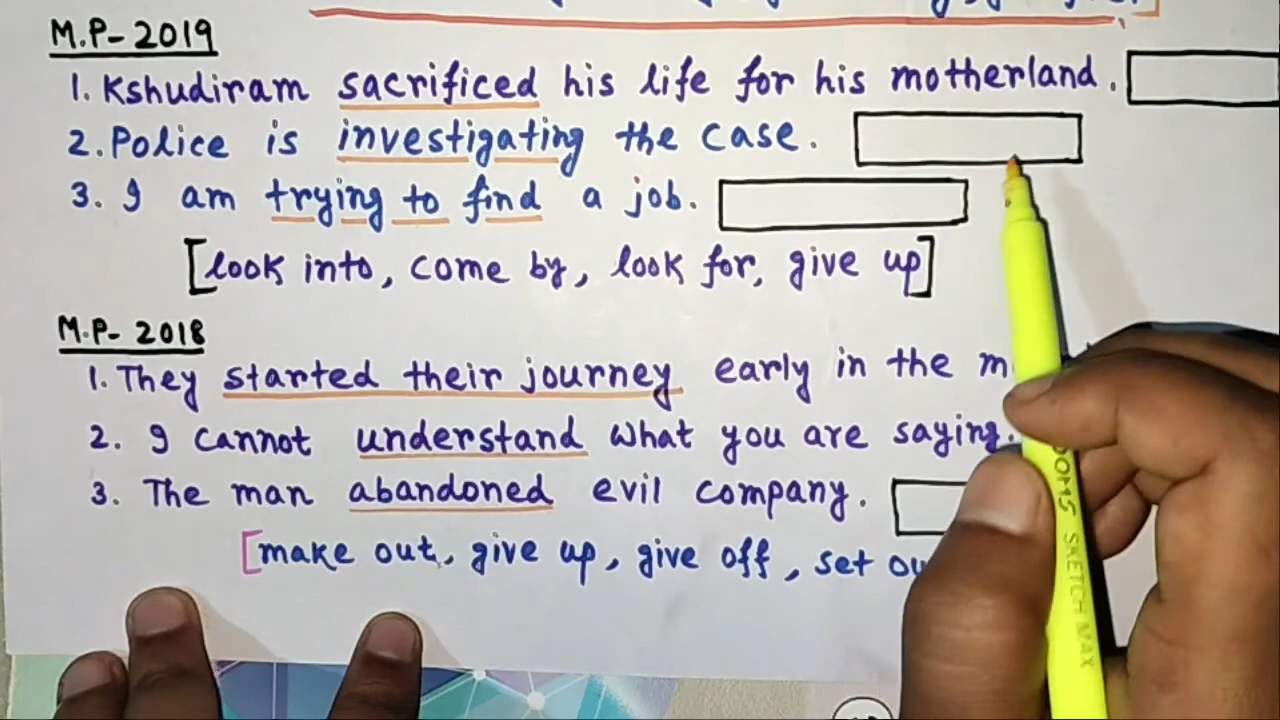 M.P- 2019
1. Kshudiram sacrificed his life for his motherland.
2. Police is investigating the case.
3. I am trying to find a job.
[look into, come by, look for, give up]
M.P- 2018
1. They started their journey early in the
2. I cannot understand what you are saying.
3. The man abandoned evil company.
[make out, give up, give off, set
DOMS SKETCH MAX